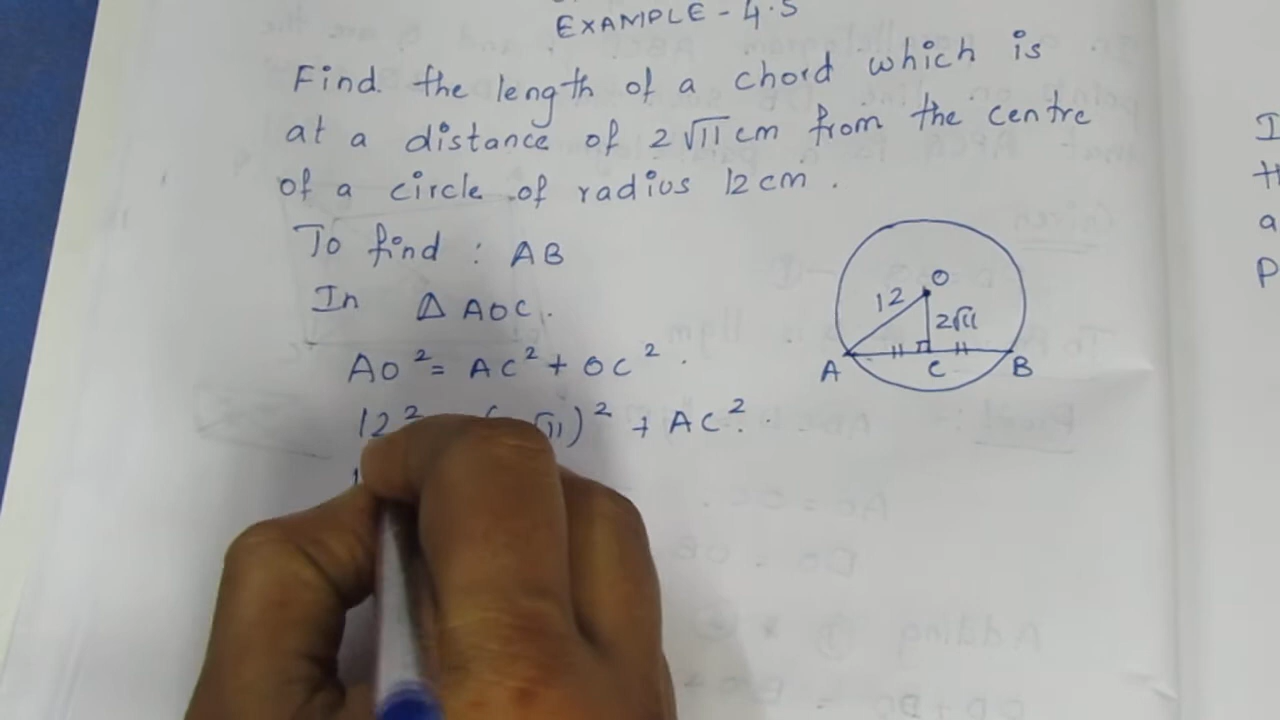 EXAMPLE - 4.5
Find the length of a chord which is
at a distance of 2√11 cm from the centre
of a circle of radius 12 cm.
To find : AB
In △ AOC.
AO² = AC² + OC².
12² √11)² + AC².
O
12
2√11
A
C
B